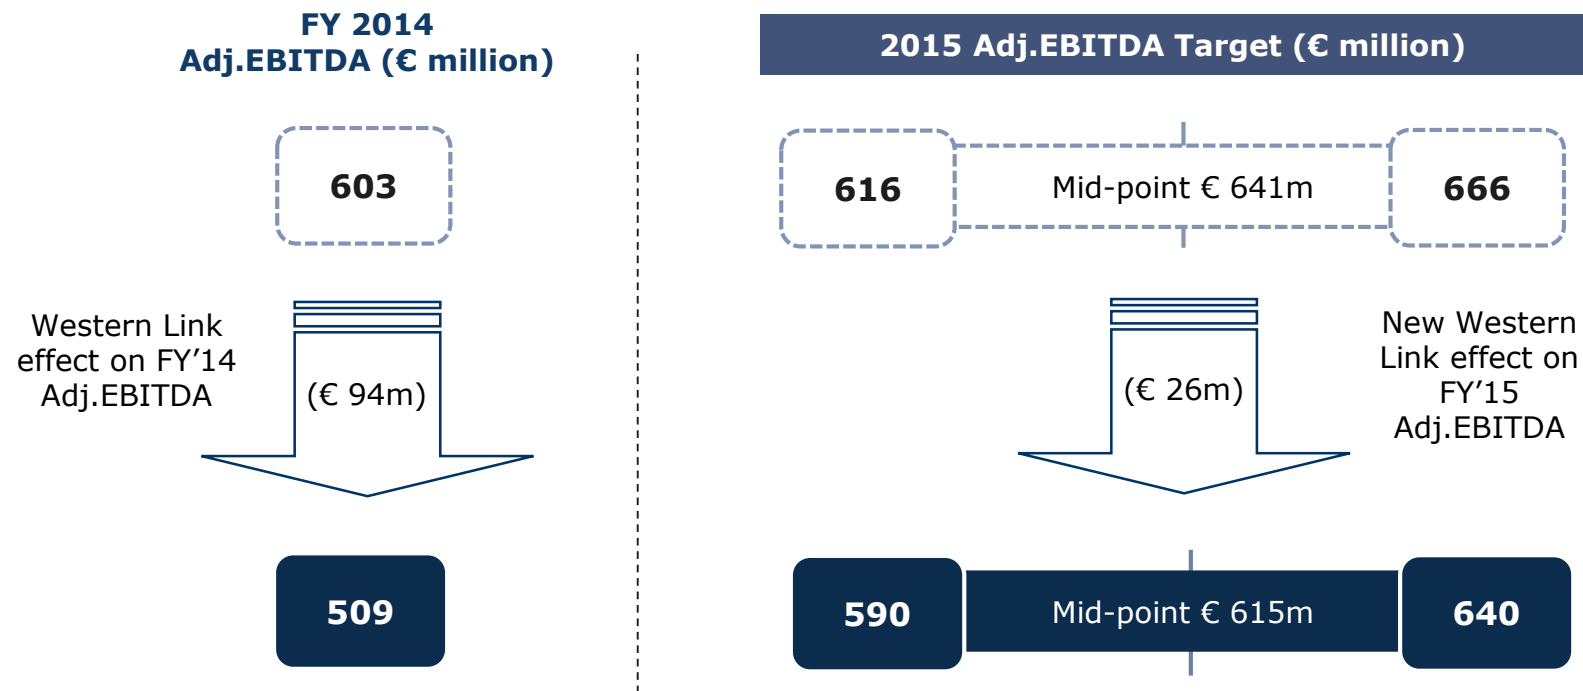 FY 2014
Adj.EBITDA (€ million)
603
Western Link
effect on FY’14
Adj.EBITDA
(€ 94m)
509
2015 Adj.EBITDA Target (€ million)
616
Mid-point € 641m
666
(€ 26m)
New Western
Link effect on
FY’15
Adj.EBITDA
590
Mid-point € 615m
640